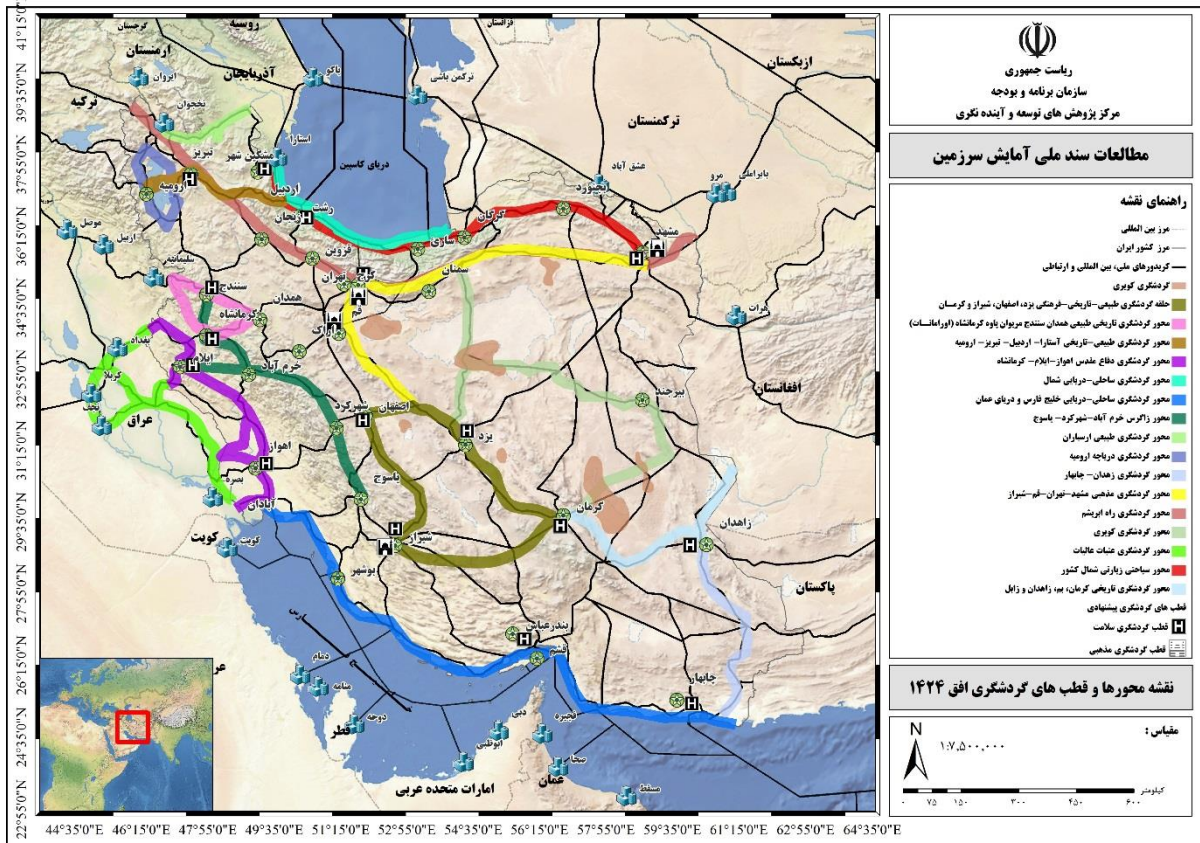 ریاست جمهوری
سازمان برنامه و بودجه
مرکز پژوهش های توسعه و آینده نگری
مطالعات سند ملی آمایش سرزمین
راهنمای نقشه
مرز بین المللی
مرز کشور ایران
کریدورهای ملی، بین المللی و ارتباطی
گردشگری کویری
حلقه گردشگری طبیعی-تاریخی-فرهنگی یزد، اصفهان، شیراز و کرمان
محور گردشگری تاریخی طبیعی همدان سنندج مریوان پاوه کرمانشاه (اورامانات)
محور گردشگری طبیعی-تاریخی آستارا- اردبیل- تبریز- ارومیه
محور گردشگری دفاع مقدس اهواز-ایلام- کرمانشاه
محور گردشگری ساحلی-دریایی شمال
محور گردشگری ساحلی-دریایی خلیج فارس و دریای عمان
محور زاگرس خرم آباد-شهرکرد- یاسوج
محور گردشگری طبیعی ارسباران
محور گردشگری دریاچه ارومیه
محور گردشگری زهدان- چابهار
محور گردشگری مذهبی مشهد-تهران-قم-شیراز
محور گردشگری راه ابریشم
محور گردشگری کویری
محور گردشگری عتبات عالیات
محور سیاحتی زیارتی شمال کشور
محور گردشگری تاریخی کرمان، بم، زاهدان و زابل
قطب های گردشگری پیشنهادی
قطب گردشگری سلامت
قطب گردشگری مذهبی
نقشه محورها و قطب های گردشگری افق ۱۴۲۴
مقیاس :
N
۱:۷,۵۰۰,۰۰۰
کیلومتر
۰ ۷۵ ۱۵۰ ۳۰۰ ۴۵۰ ۶۰۰
روسیه
گرجستان
قزاقستان
ارمنستان
ایروان
آذربایجان
باکو
ترکمن باشی
ازبکستان
ترکیه
نخجوان
ترکمنستان
تبریز
مشکین شهر
آستارا
دریای کاسپین
عشق آباد
مرو
بایرامعلی
ارومیه
اردبیل
رشت
زنجان
بجنورد
گرگان
ساری
مشهد
موصل
اربیل
سلیمانیه
قزوین
تهران
کرج
سمنان
سنندج
همدان
قم
اراک
هرات
کرمانشاه
بغداد
ایلام
خرم آباد
کربلا
نجف
عراق
بیرجند
افغانستان
شهرکرد
اصفهان
یزد
اهواز
یاسوج
بصره
آبادان
کرمان
زاهدان
کویت
کویت
شیراز
بوشهر
پاکستان
بندرعباس
قشم
دمام
منامه
چابهار
قطر
دوحه
دبی
فجیره
ابوظبی
عمان
صحار
امارات متحده عربی
مسقط
41°15'0"N
39°35'0"N
37°55'0"N
36°15'0"N
34°35'0"N
32°55'0"N
31°15'0"N
29°35'0"N
27°55'0"N
26°15'0"N
24°35'0"N
22°55'0"N
44°35'0"E 46°15'0"E 47°55'0"E 49°35'0"E 51°15'0"E 52°55'0"E 54°35'0"E 56°15'0"E 57°55'0"E 59°35'0"E 61°15'0"E 62°55'0"E 64°35'0"E